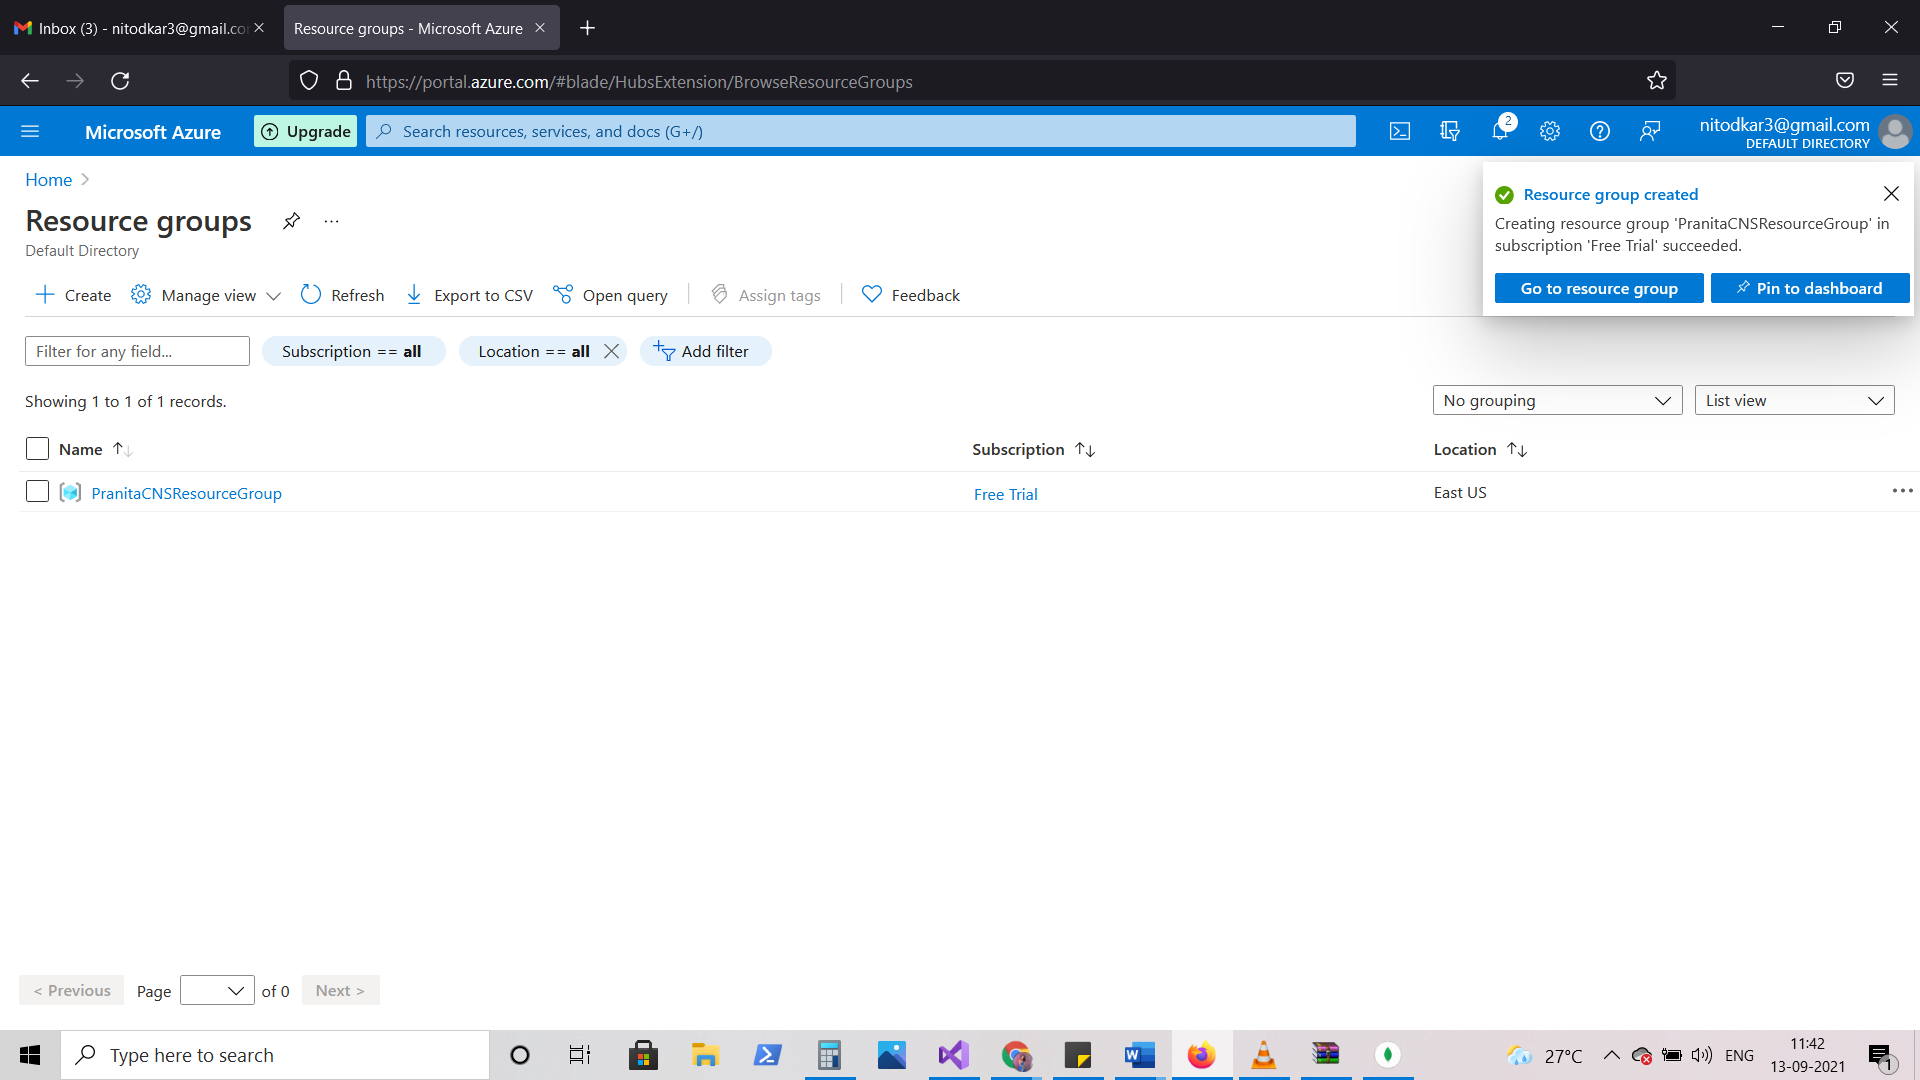 Inbox (3) - nitodkar3@gmail.co
Resource groups - Microsoft Azure
https://portal.azure.com/#blade/HubsExtension/BrowseResourceGroups
Microsoft Azure
Upgrade
Search resources, services, and docs (G+/)
2
nitodkar3@gmail.com
DEFAULT DIRECTORY
Home
Resource groups
Default Directory
Resource group created
Creating resource group 'PranitaCNSResourceGroup' in
subscription 'Free Trial' succeeded.
Go to resource group
Pin to dashboard
Create
Manage view
Refresh
Export to CSV
Open query
Assign tags
Feedback
Filter for any field...
Subscription == all
Location == all
Add filter
Showing 1 to 1 of 1 records.
No grouping
List view
Name
Subscription
Location
PranitaCNSResourceGroup
Free Trial
East US
< Previous
Page
of 0
Next >
Type here to search
27°C
ENG
11:42
13-09-2021
1